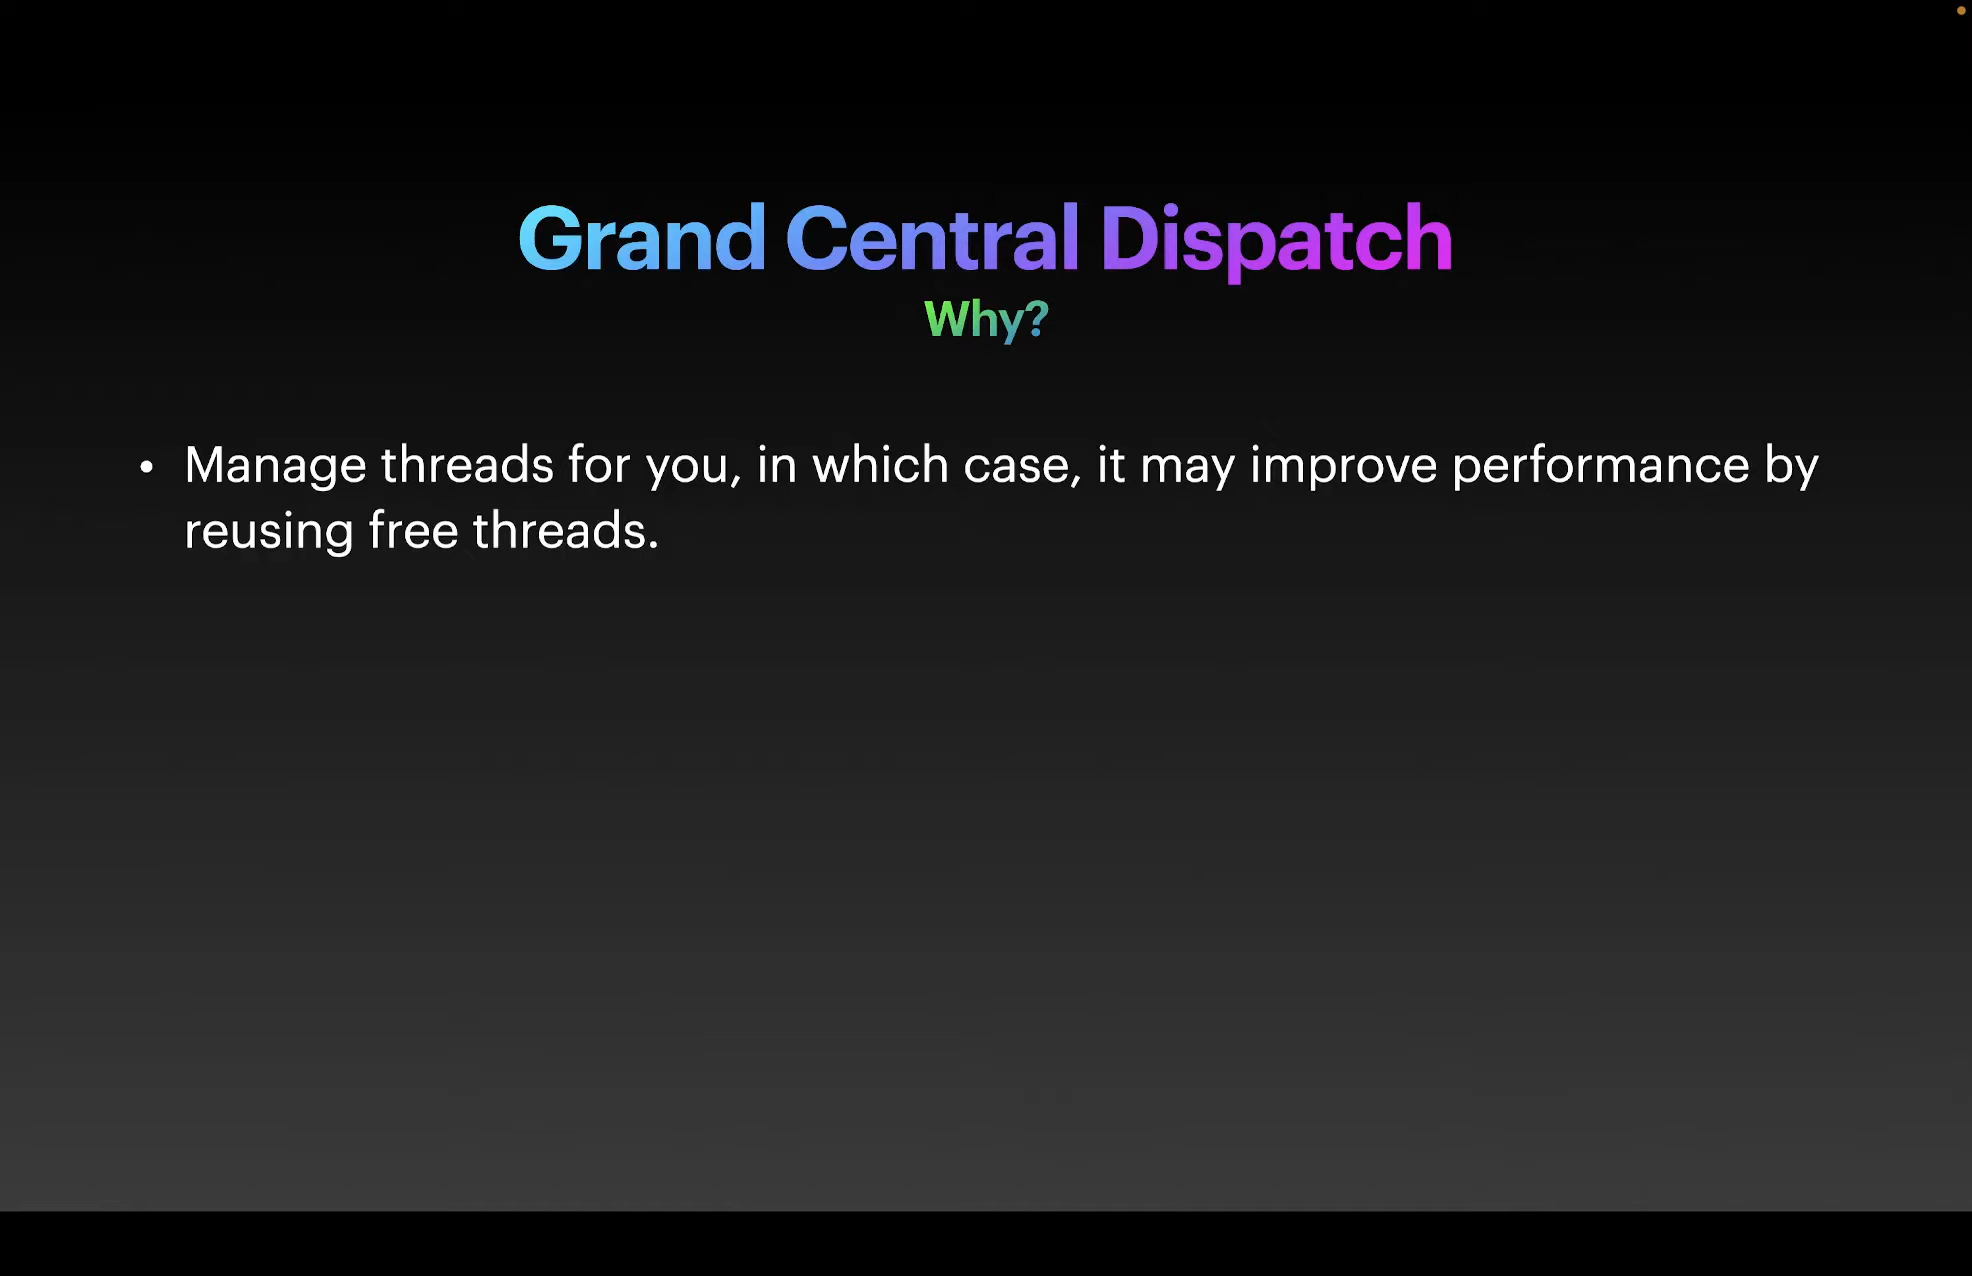 Grand Central Dispatch
Why?
• Manage threads for you, in which case, it may improve performance by
reusing free threads.